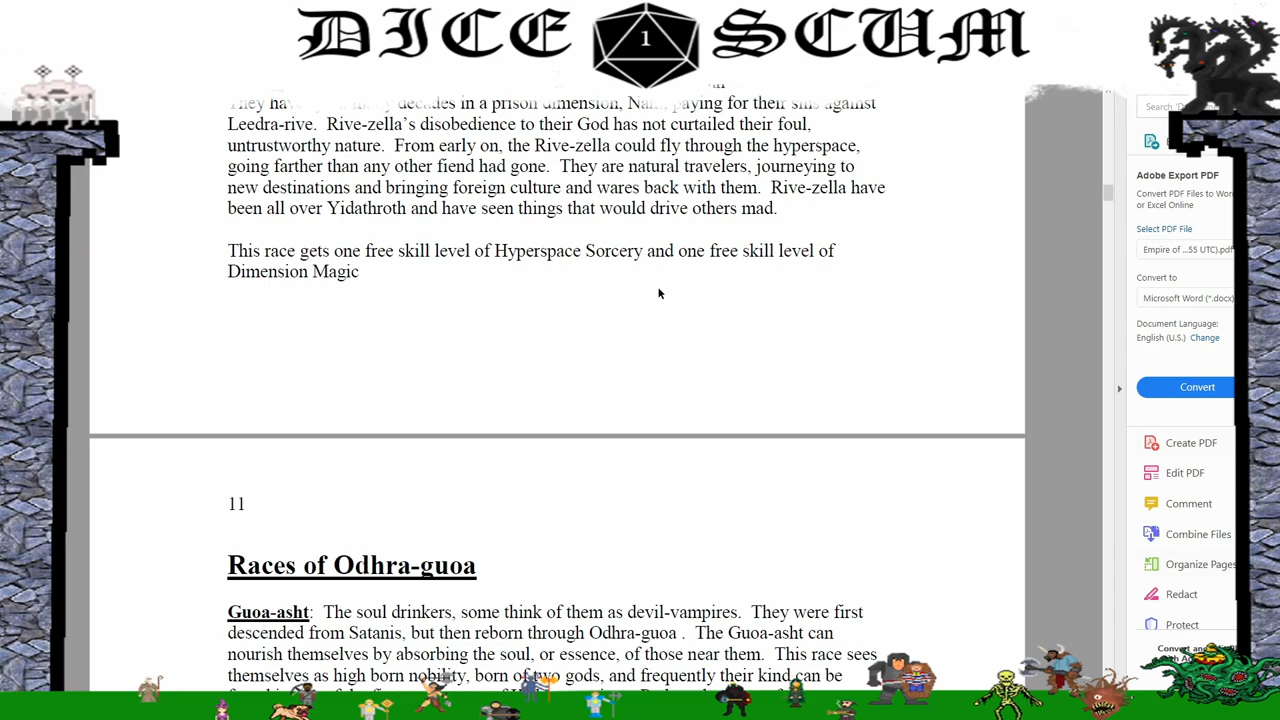 DICE 1 SCUM
They have decades in a prison dimension, paying for their sins against
Leedra-rive. Rive-zella's disobedience to their God has not curtailed their foul,
untrustworthy nature. From early on, the Rive-zella could fly through the hyperspace,
going farther than any other fiend had gone. They are natural travelers, journeying to
new destinations and bringing foreign culture and wares back with them. Rive-zella have
been all over Yidathroth and have seen things that would drive others mad.
This race gets one free skill level of Hyperspace Sorcery and one free skill level of
Dimension Magic
11
Races of Odhra-guoa
Guoa-asht: The soul drinkers, some think of them as devil-vampires. They were first
descended from Satanis, but then reborn through Odhra-guoa . The Guoa-asht can
nourish themselves by absorbing the soul, or essence, of those near them. This race sees
themselves as high born nobility, born of two gods, and frequently their kind can be
Search
Adobe Export PDF
Convert PDF Files to Wor
or Excel Online
Select PDF File
Empire of ...55 UTC).pdf
Convert to
Microsoft Word (*.docx)
Document Language:
English (U.S.) Change
Convert
Create PDF
Edit PDF
Comment
Combine Files
Organize Pages
Redact
Protect